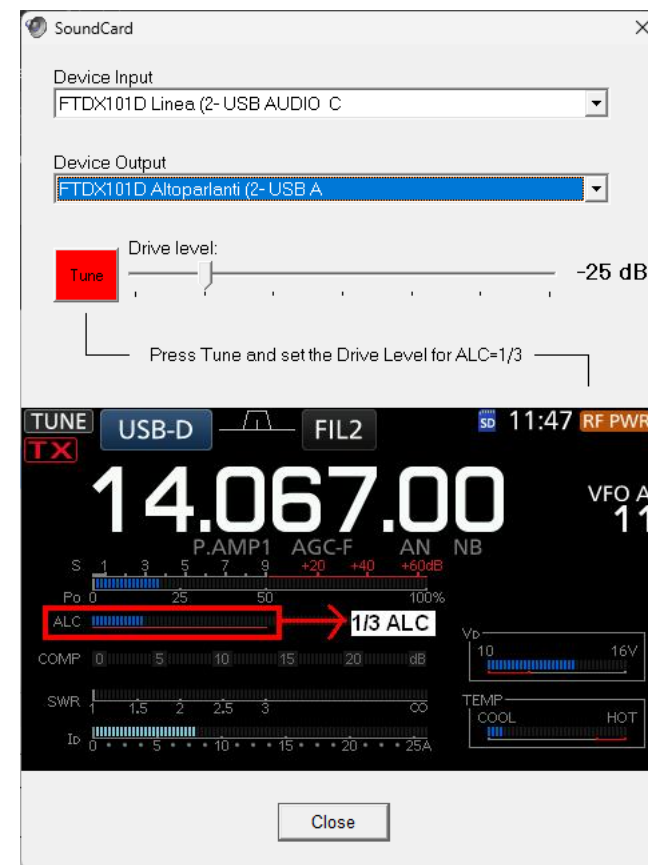 SoundCard
Device Input
FTDX101D Linea (2- USB AUDIO C
Device Output
FTDX101D Altoparlanti (2- USB A
Drive level:
Tune
-25 dB
Press Tune and set the Drive Level for ALC=1/3
TUNE USB-D FIL2 SD 11:47 RF PWR
TX
14.067.00
VFO A
11
P.AMP1 AGC-F AN NB
S 1 3 5 7 9 +20 +40 +60dB
Po 0 25 50 100%
ALC 1/3 ALC
COMP 0 5 10 15 20 dB
VD
10 16V
SWR 1 1.5 2 2.5 3 ∞
TEMP
COOL HOT
ID 0 5 10 15 20 25A
Close